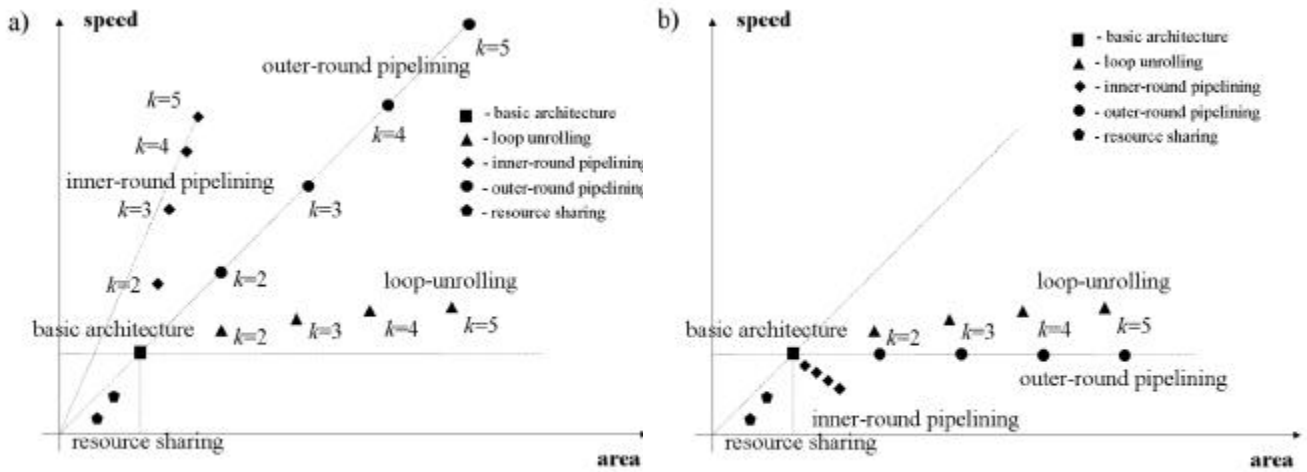 a)
speed
outer-round pipelining
k=5
k=4
k=3
k=2
k=5
k=4
inner-round pipelining
k=3
k=2
- basic architecture
- loop unrolling
- inner-round pipelining
- outer-round pipelining
- resource sharing
loop-unrolling
k=2
k=3
k=4
k=5
basic architecture
resource sharing
area
b)
speed
- basic architecture
- loop unrolling
- inner-round pipelining
- outer-round pipelining
- resource sharing
loop-unrolling
basic architecture
k=2
k=3
k=4
k=5
outer-round pipelining
inner-round pipelining
resource sharing
area